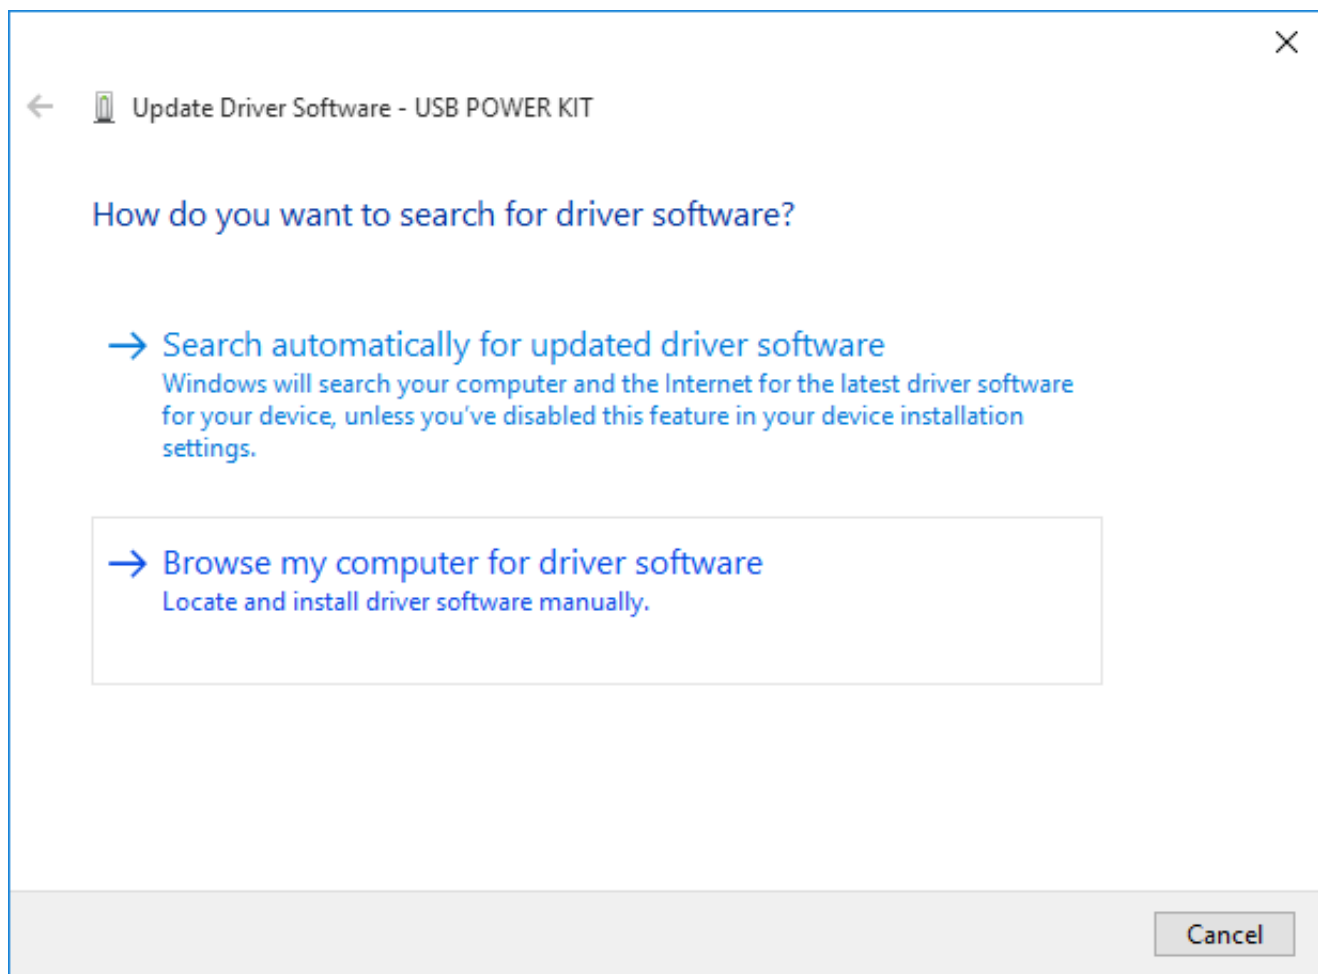 Update Driver Software - USB POWER KIT
How do you want to search for driver software?
Search automatically for updated driver software
Windows will search your computer and the Internet for the latest driver software
for your device, unless you’ve disabled this feature in your device installation
settings.
Browse my computer for driver software
Locate and install driver software manually.
Cancel